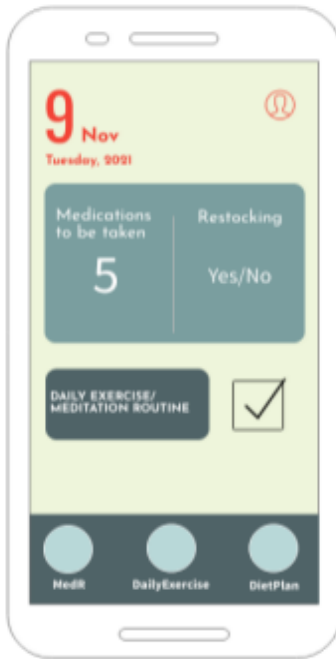 9 Nov
Tuesday, 2021
Medications
to be taken
5
Restocking
Yes/No
DAILY EXERCISE/
MEDITATION ROUTINE
MedR
DailyExercise
DietPlan